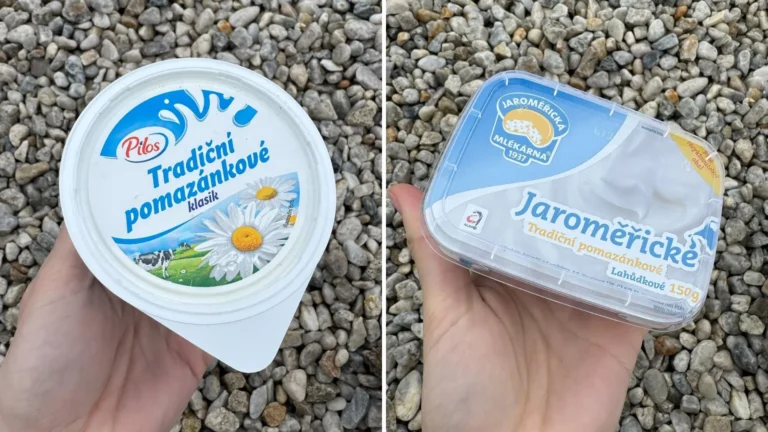 Pilos
Tradiční
pomazánkové
klasik
JAROMĚŘICKÁ
MLÉKÁRNA
1937
Jaroměřické
Tradiční pomazánkové
Lahůdkové 150g